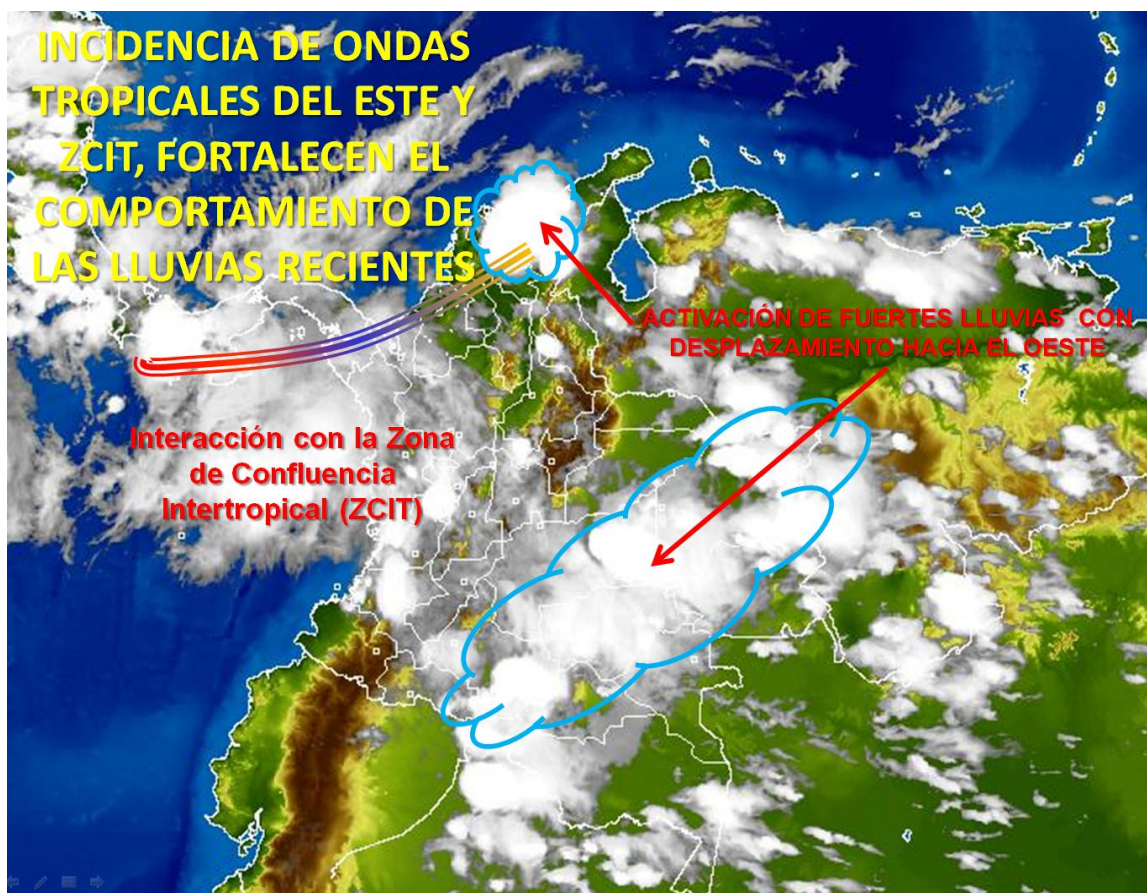 INCIDENCIA DE ONDAS
TROPICALES DEL ESTE Y
ZCIT, FORTALECEN EL
COMPORTAMIENTO DE
LAS LLUVIAS RECIENTES
ACTIVACIÓN DE FUERTES LLUVIAS CON
DESPLAZAMIENTO HACIA EL OESTE
Interacción con la Zona
de Confluencia
Intertropical (ZCIT)